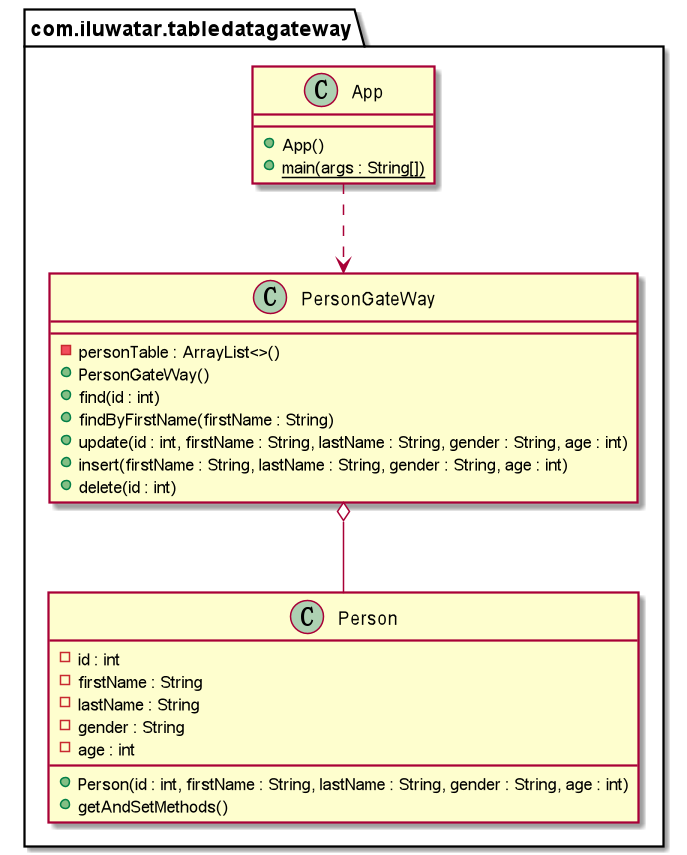 com.iluwatar.tabledatagateway
C App
App()
main(args : String[])
C PersonGateWay
personTable : ArrayList<>()
PersonGateWay()
find(id : int)
findByFirstName(firstName : String)
update(id : int, firstName : String, lastName : String, gender : String, age : int)
insert(firstName : String, lastName : String, gender : String, age : int)
delete(id : int)
C Person
id : int
firstName : String
lastName : String
gender : String
age : int
Person(id : int, firstName : String, lastName : String, gender : String, age : int)
getAndSetMethods()